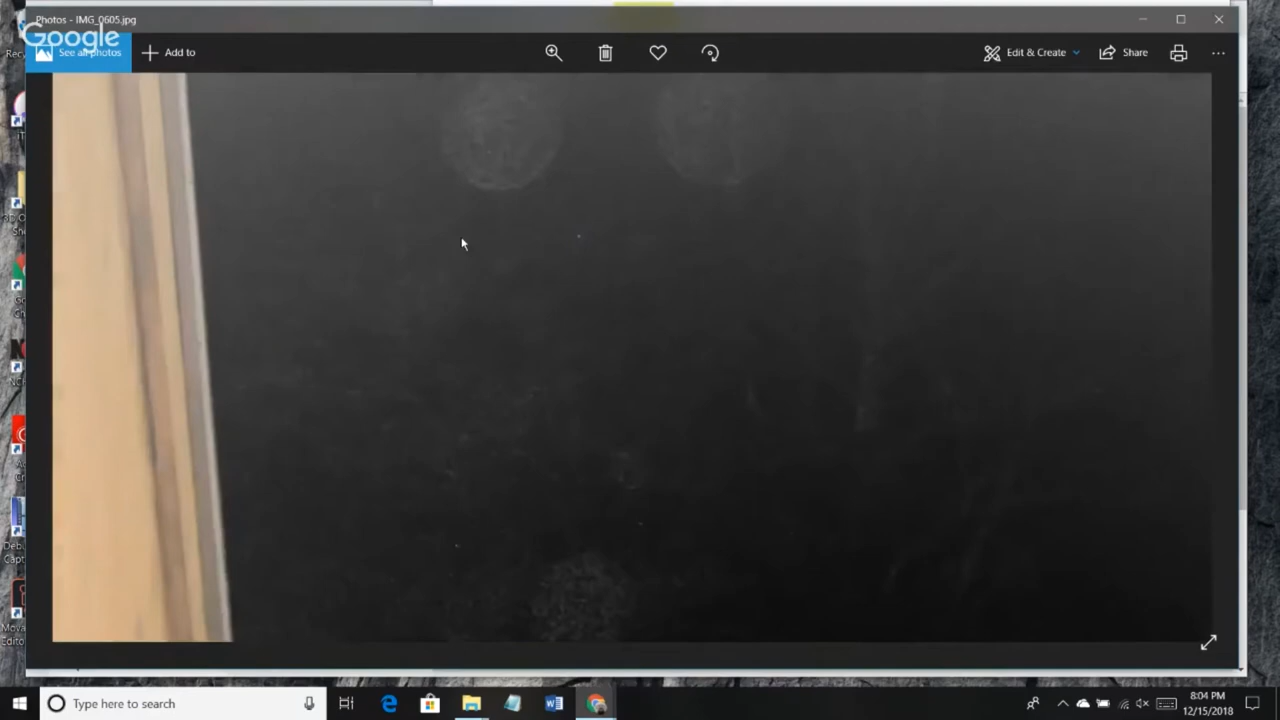 Photos - IMG_0605.jpg
Google
See all photos
Add to
Edit & Create
Share
Type here to search
8:04 PM
12/15/2018